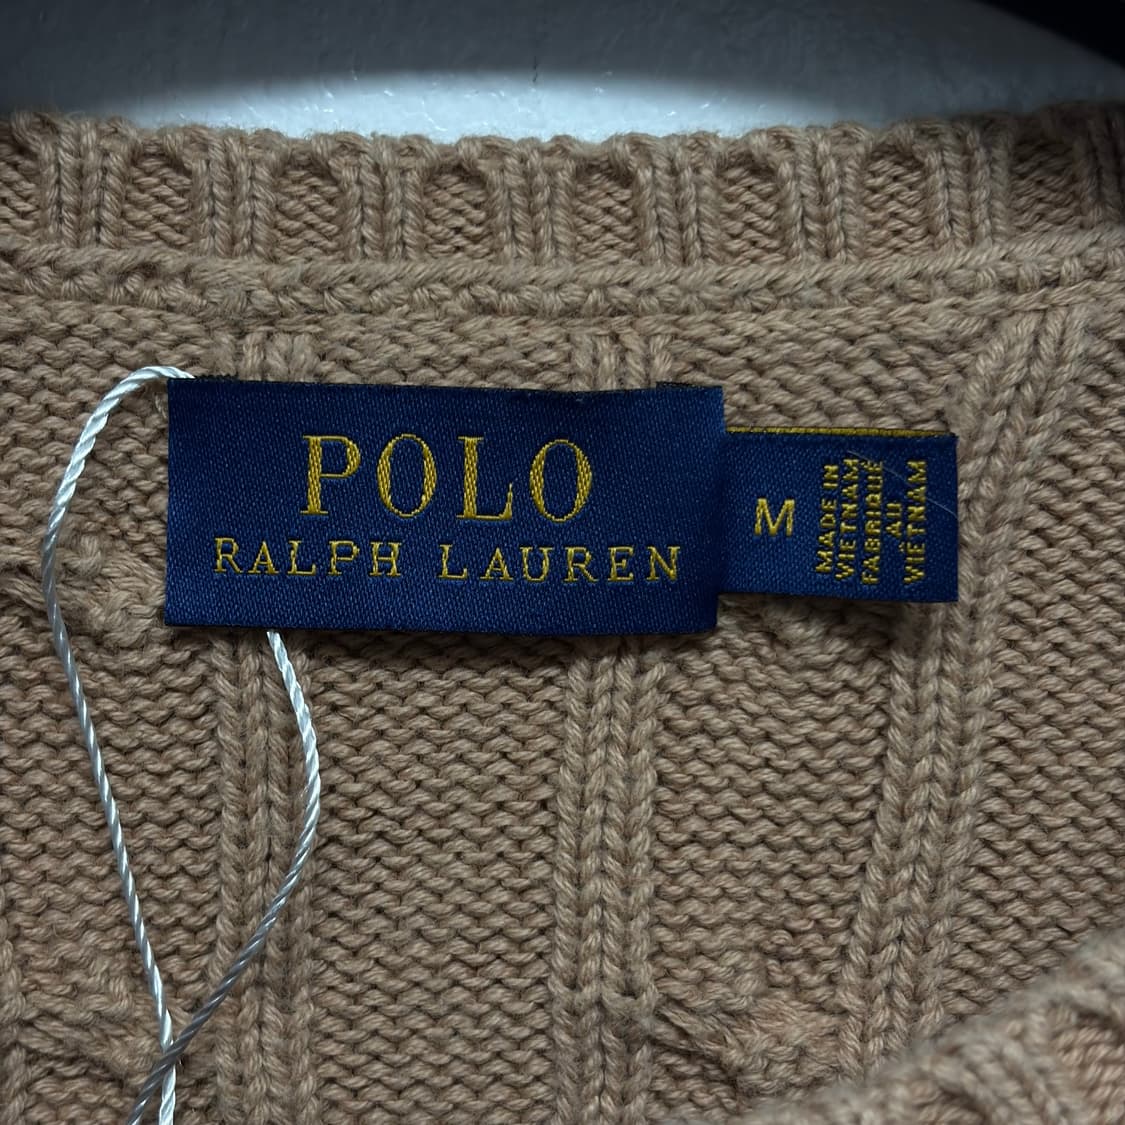 POLO
RALPH LAUREN
M
MADE IN
VIETNAM
FABRIQUÉ
AU
VIÊTNAM